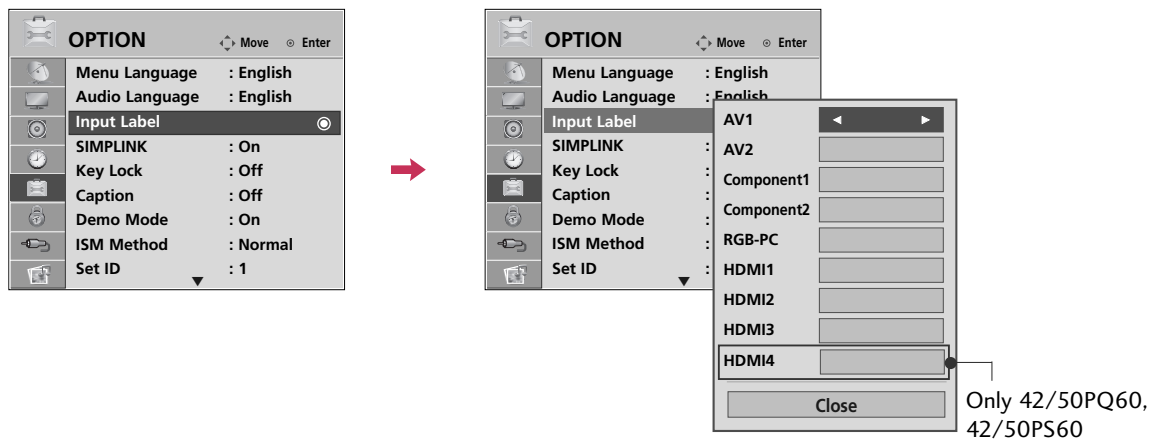 OPTION Move Enter
Menu Language : English
Audio Language : English
Input Label
SIMPLINK : On
Key Lock : Off
Caption : Off
Demo Mode : On
ISM Method : Normal
Set ID : 1
OPTION Move Enter
Menu Language : English
Audio Language : English
Input Label
SIMPLINK :
Key Lock :
Caption :
Demo Mode :
ISM Method :
Set ID :
AV1
AV2
Component1
Component2
RGB-PC
HDMI1
HDMI2
HDMI3
HDMI4
Close
Only 42/50PQ60,
42/50PS60